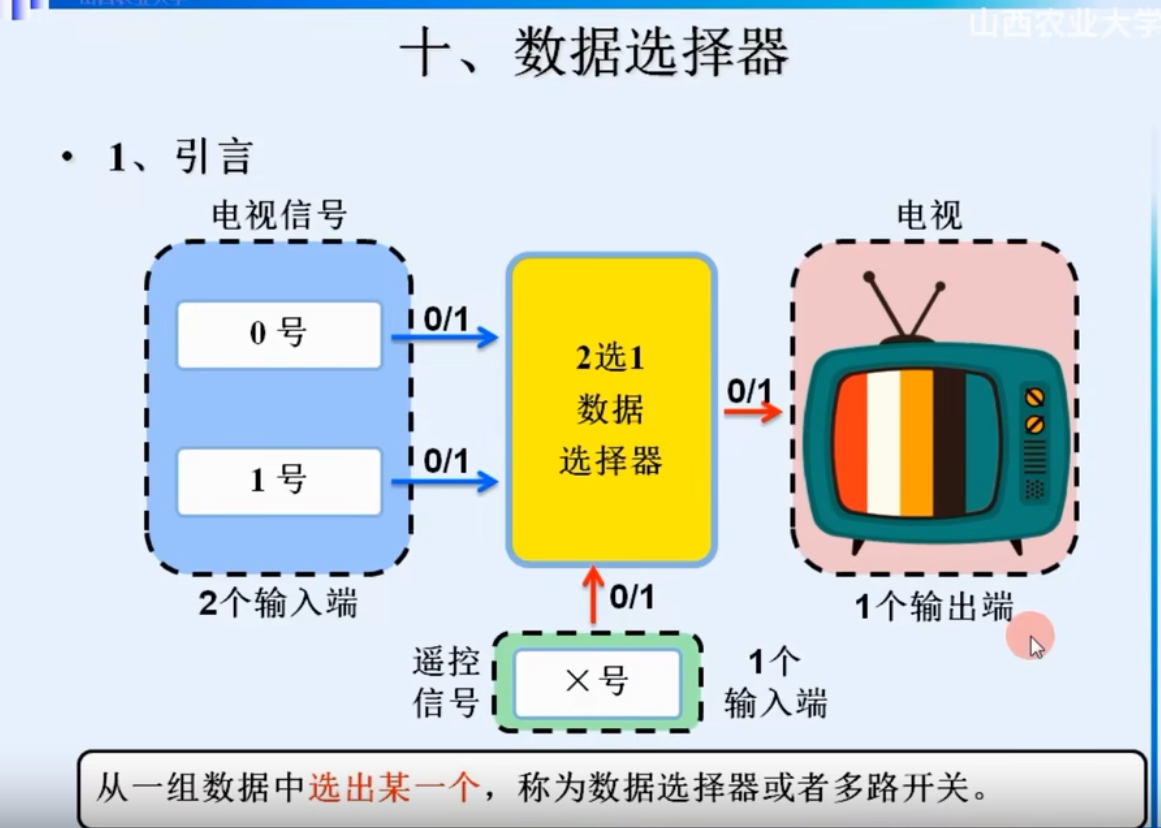 山西农业大学
十、数据选择器
• 1、引言
电视信号
电视
0 号
0/1
2选1
数据
选择器
0/1
1 号
0/1
2个输入端
0/1
1个输出端
遥控
信号
×号
1个
输入端
从一组数据中选出某一个，称为数据选择器或者多路开关。